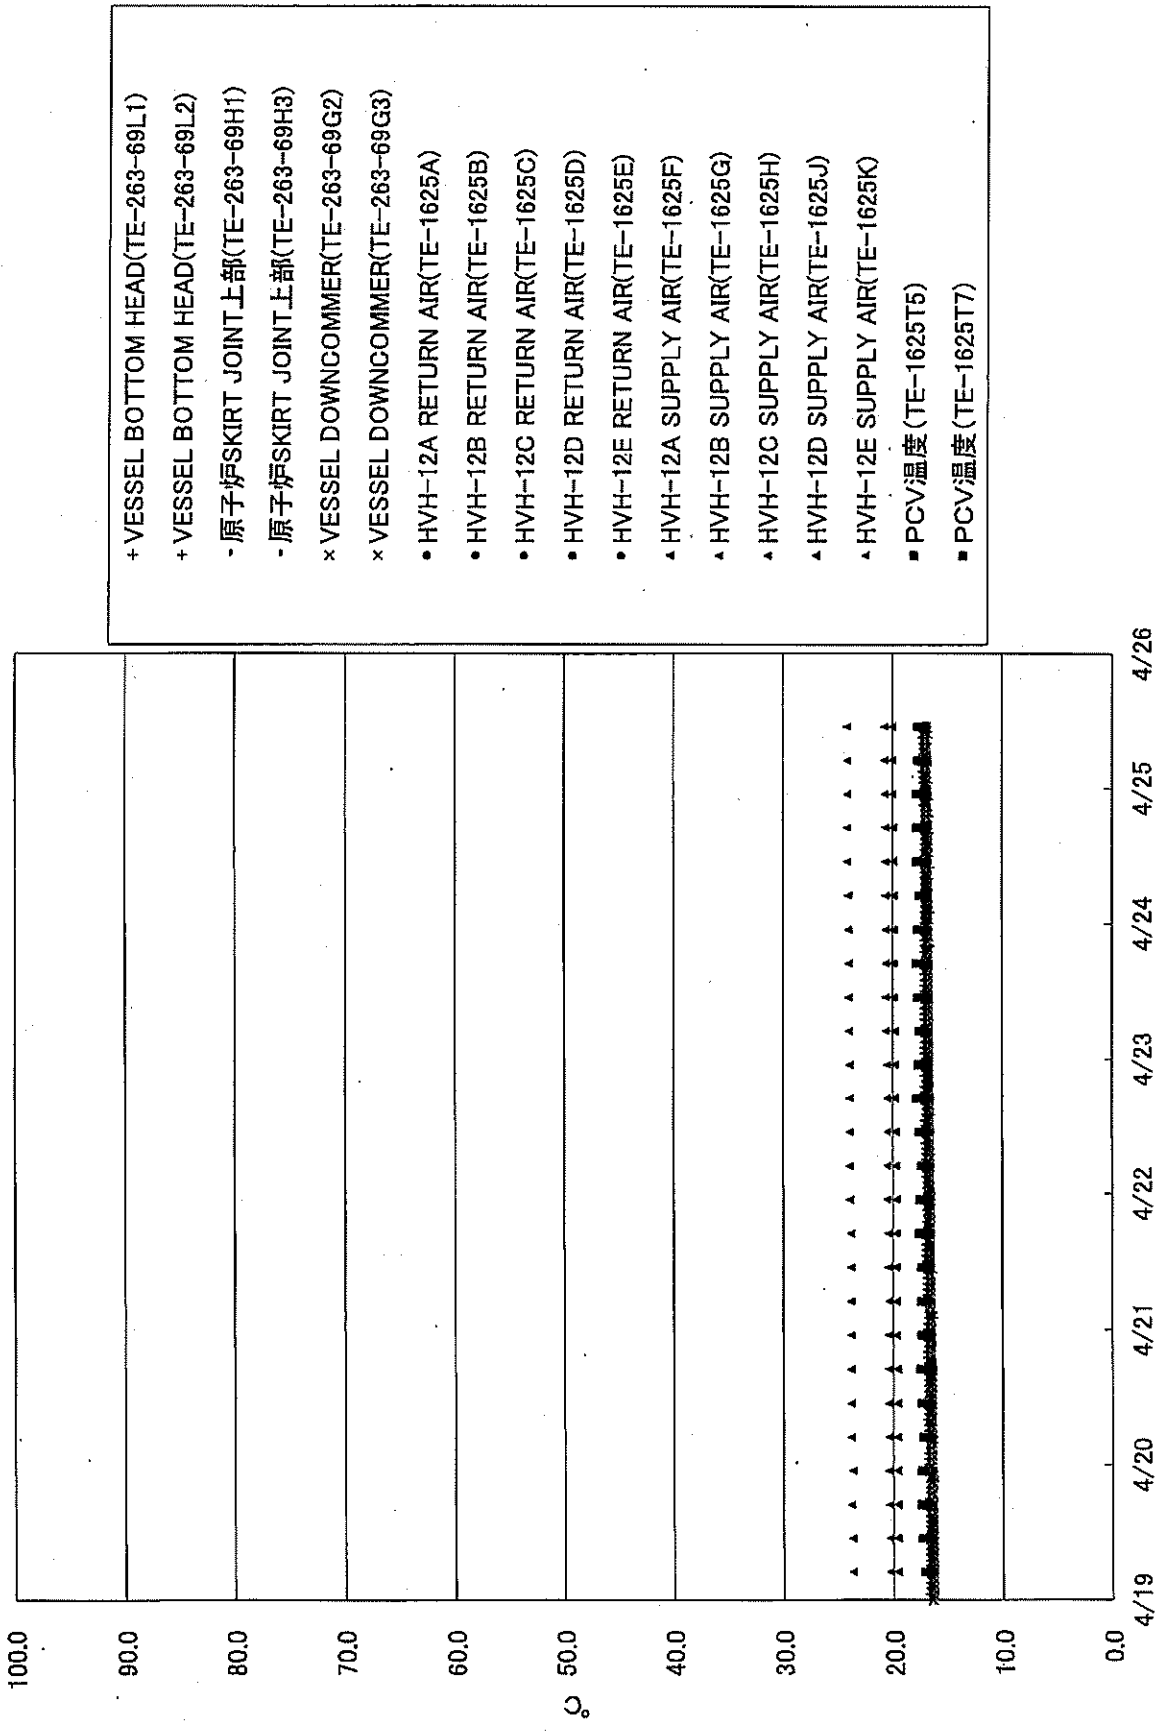 ℃
100.0
90.0
80.0
70.0
60.0
50.0
40.0
30.0
20.0
10.0
0.0
4/19
4/20
4/21
4/22
4/23
4/24
4/25
4/26
+ VESSEL BOTTOM HEAD(TE-263-69L1)
+ VESSEL BOTTOM HEAD(TE-263-69L2)
- 原子炉SKIRT JOINT上部(TE-263-69H1)
- 原子炉SKIRT JOINT上部(TE-263-69H3)
× VESSEL DOWNCOMMER(TE-263-69G2)
× VESSEL DOWNCOMMER(TE-263-69G3)
● HVH-12A RETURN AIR(TE-1625A)
● HVH-12B RETURN AIR(TE-1625B)
● HVH-12C RETURN AIR(TE-1625C)
● HVH-12D RETURN AIR(TE-1625D)
● HVH-12E RETURN AIR(TE-1625E)
▲ HVH-12A SUPPLY AIR(TE-1625F)
▲ HVH-12B SUPPLY AIR(TE-1625G)
▲ HVH-12C SUPPLY AIR(TE-1625H)
▲ HVH-12D SUPPLY AIR(TE-1625J)
▲ HVH-12E SUPPLY AIR(TE-1625K)
■ PCV温度(TE-1625T5)
■ PCV温度(TE-1625T7)